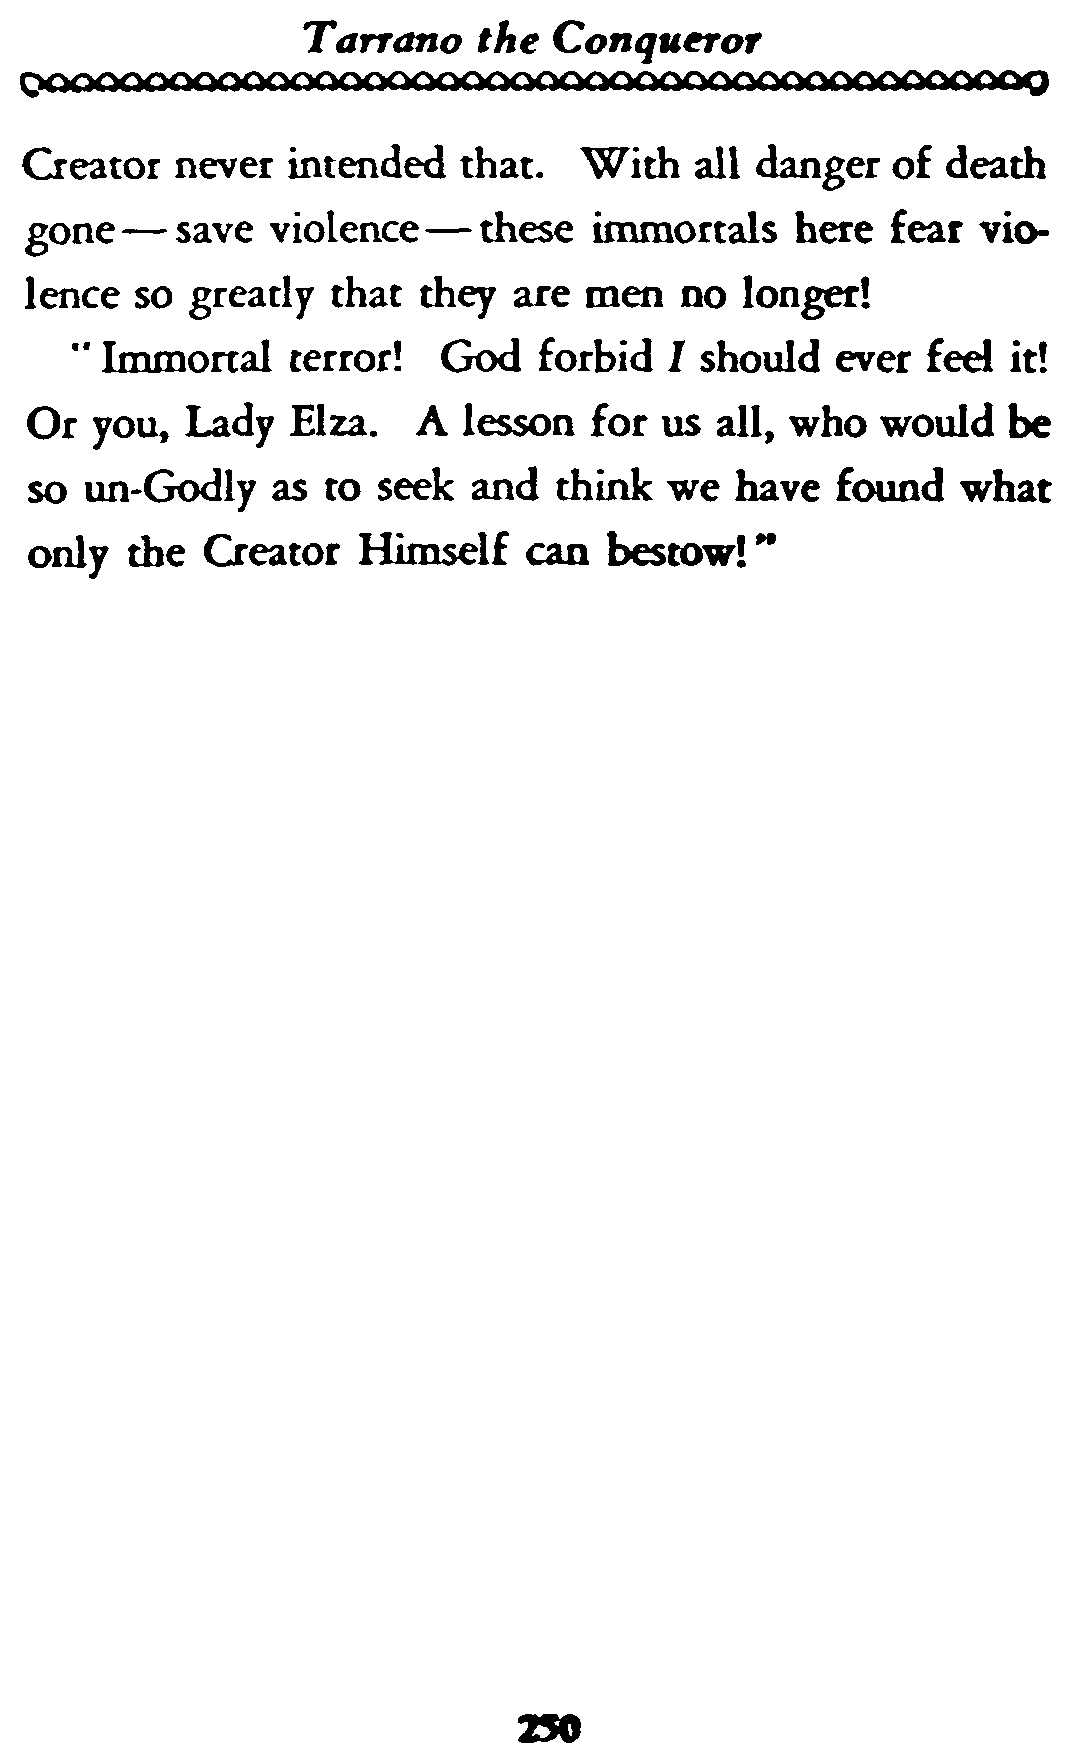 Tarrano the Conqueror
Creator never intended that. With all danger of death
gone — save violence — these immortals here fear vio-
lence so greatly that they are men no longer!
"Immortal terror! God forbid I should ever feel it!
Or you, Lady Elza. A lesson for us all, who would be
so un-Godly as to seek and think we have found what
only the Creator Himself can bestow!"
250